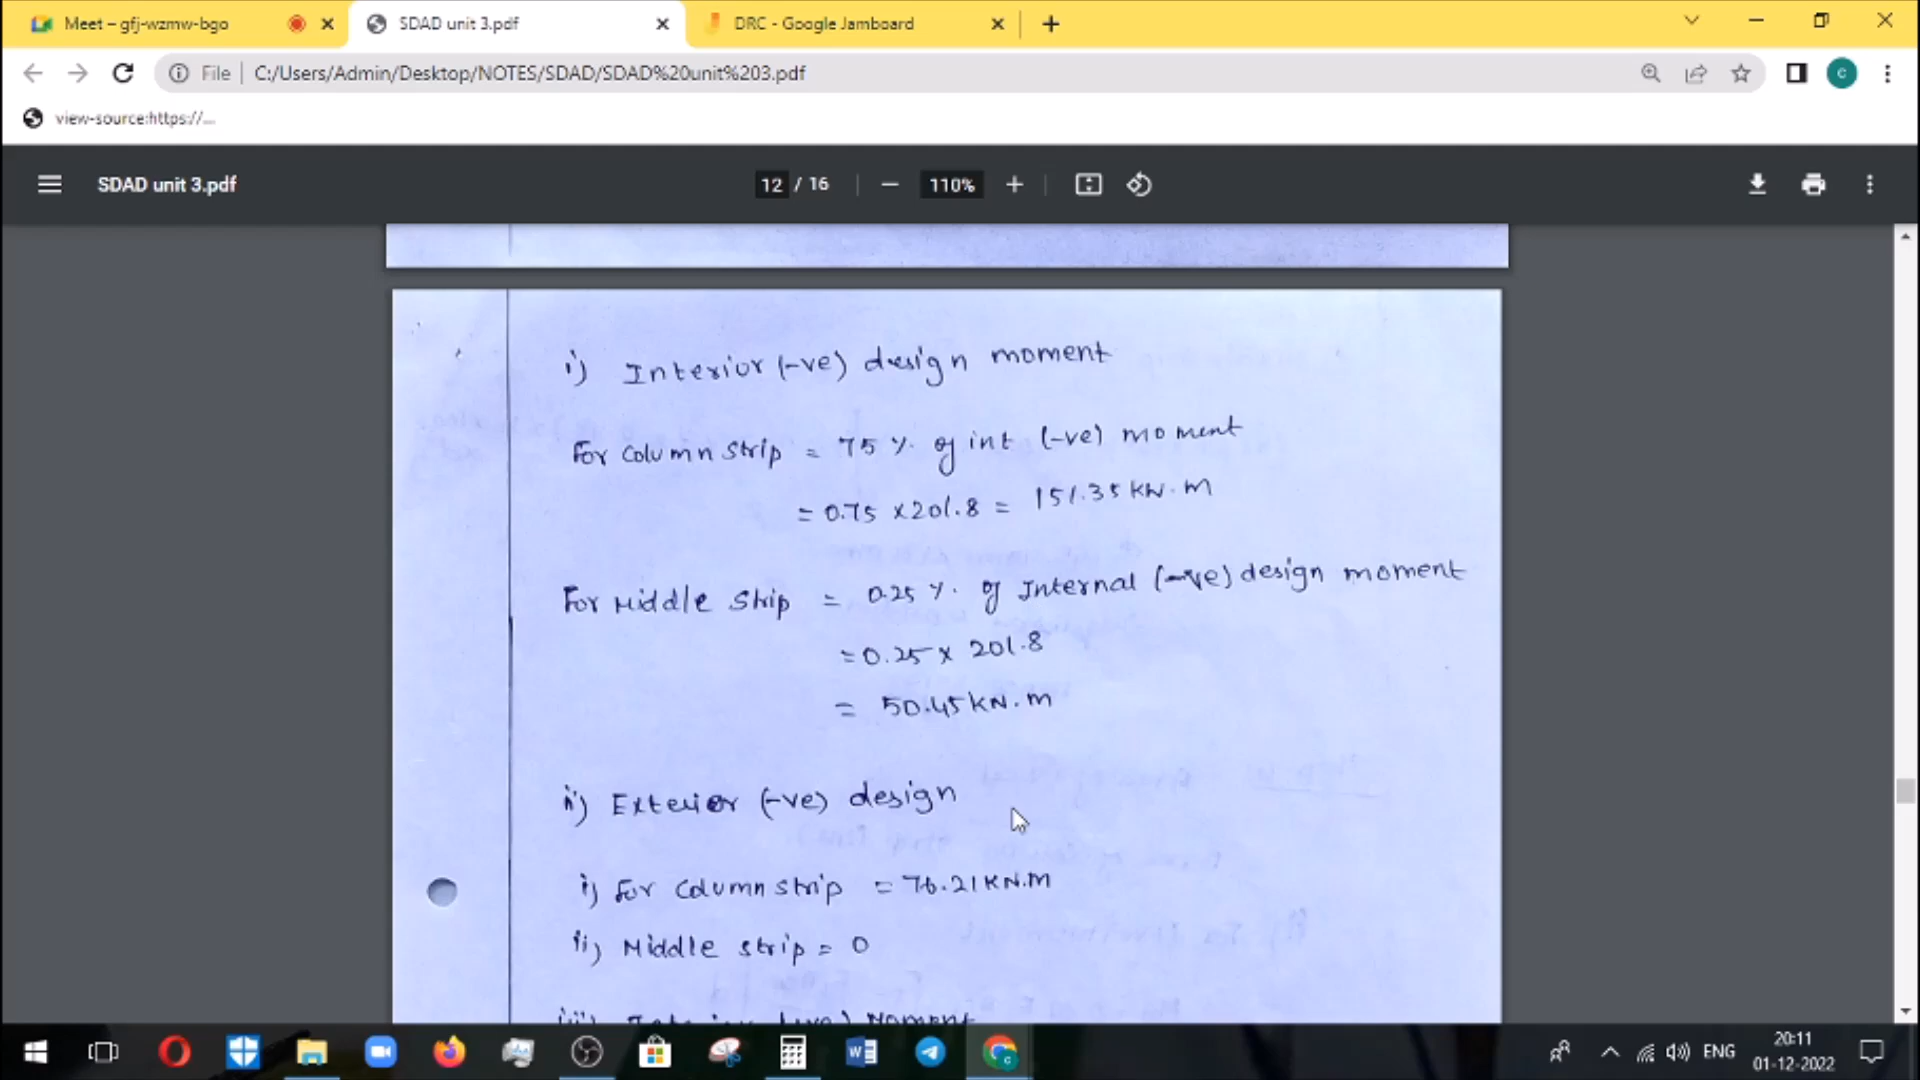 Meet – gfj-wzmw-bgo
SDAD unit 3.pdf
DRC - Google Jamboard
File
C:/Users/Admin/Desktop/NOTES/SDAD/SDAD%20unit%203.pdf
C
view-source:https://...
SDAD unit 3.pdf
12 / 16
110%
i) Interior (-ve) design moment
For Column strip = 75 %. of int (-ve) moment
= 0.75 x 201.8 = 151.35 KN.m
For Middle Strip = 0.25 %. of Internal (-ve) design moment
= 0.25 x 201.8
= 50.45 KN.m
ii) Exterior (-ve) design
i) For Column strip = 76.21 KN.m
ii) Middle strip = 0
iii) Moment
ENG
20:11
01-12-2022